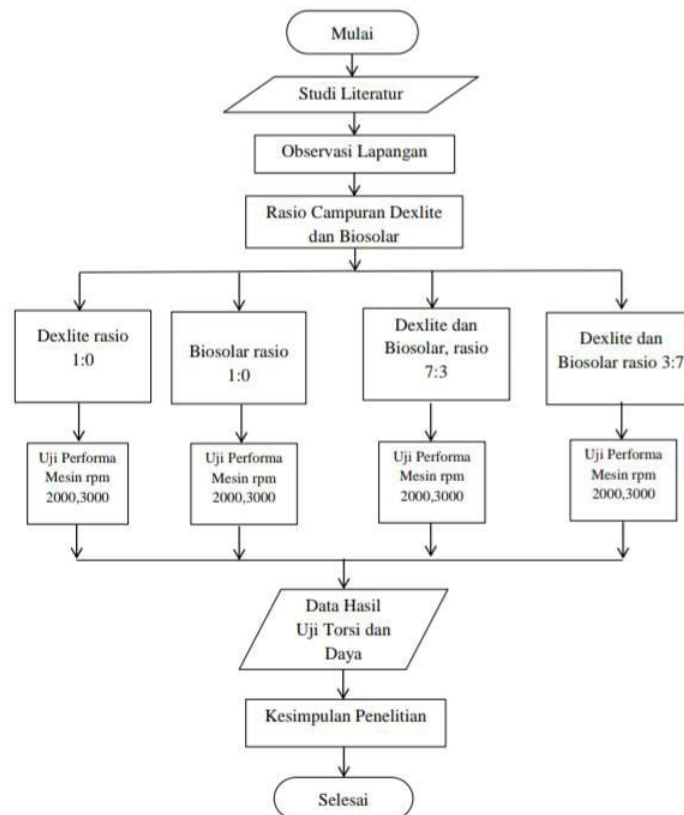 Mulai
Studi Literatur
Observasi Lapangan
Rasio Campuran Dexlite
dan Biosolar
Dexlite rasio
1:0
Biosolar rasio
1:0
Dexlite dan
Biosolar, rasio
7:3
Dexlite dan
Biosolar rasio 3:7
Uji Performa
Mesin rpm
2000,3000
Uji Performa
Mesin rpm
2000,3000
Uji Performa
Mesin rpm
2000,3000
Uji Performa
Mesin rpm
2000,3000
Data Hasil
Uji Torsi dan
Daya
Kesimpulan Penelitian
Selesai